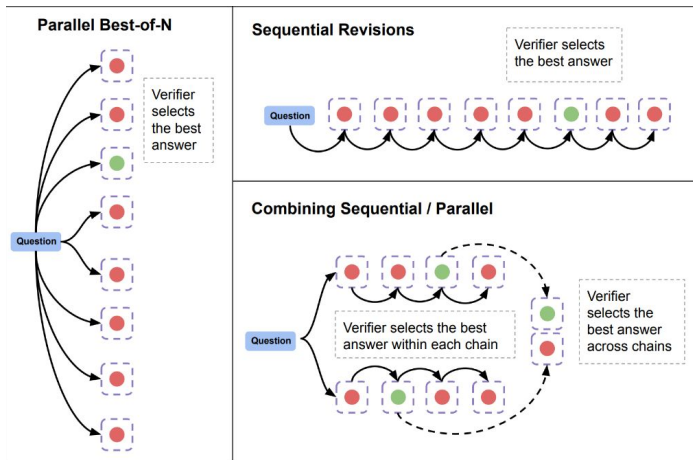 Parallel Best-of-N
Verifier
selects
the best
answer
Question
Sequential Revisions
Verifier selects
the best answer
Question
Combining Sequential / Parallel
Question
Verifier selects the best
answer within each chain
Verifier
selects the
best answer
across chains